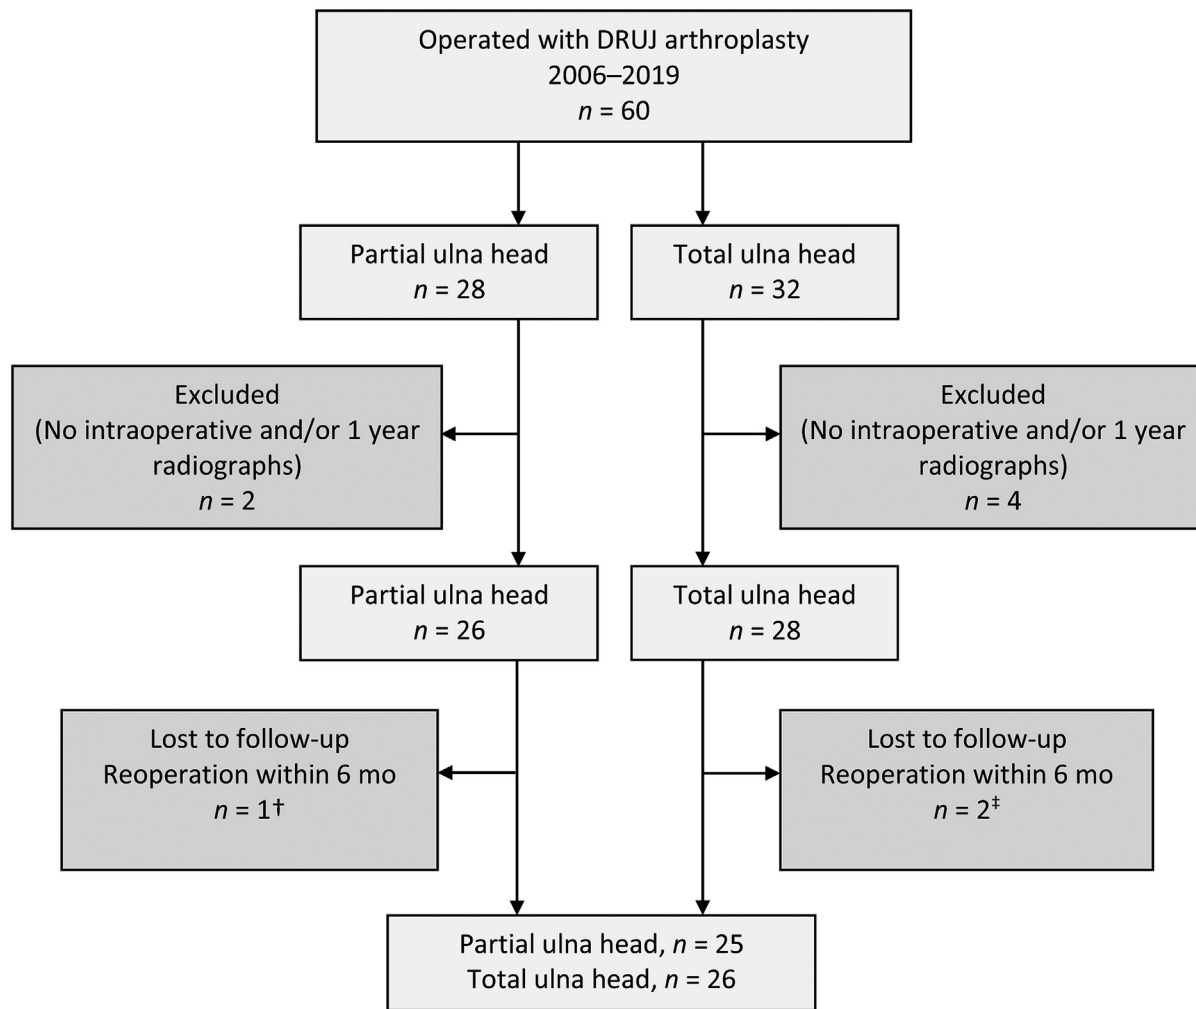 Operated with DRUJ arthroplasty
2006–2019
n = 60
Partial ulna head
n = 28
Total ulna head
n = 32
Excluded
(No intraoperative and/or 1 year
radiographs)
n = 2
Excluded
(No intraoperative and/or 1 year
radiographs)
n = 4
Partial ulna head
n = 26
Total ulna head
n = 28
Lost to follow-up
Reoperation within 6 mo
n = 1†
Lost to follow-up
Reoperation within 6 mo
n = 2‡
Partial ulna head, n = 25
Total ulna head, n = 26